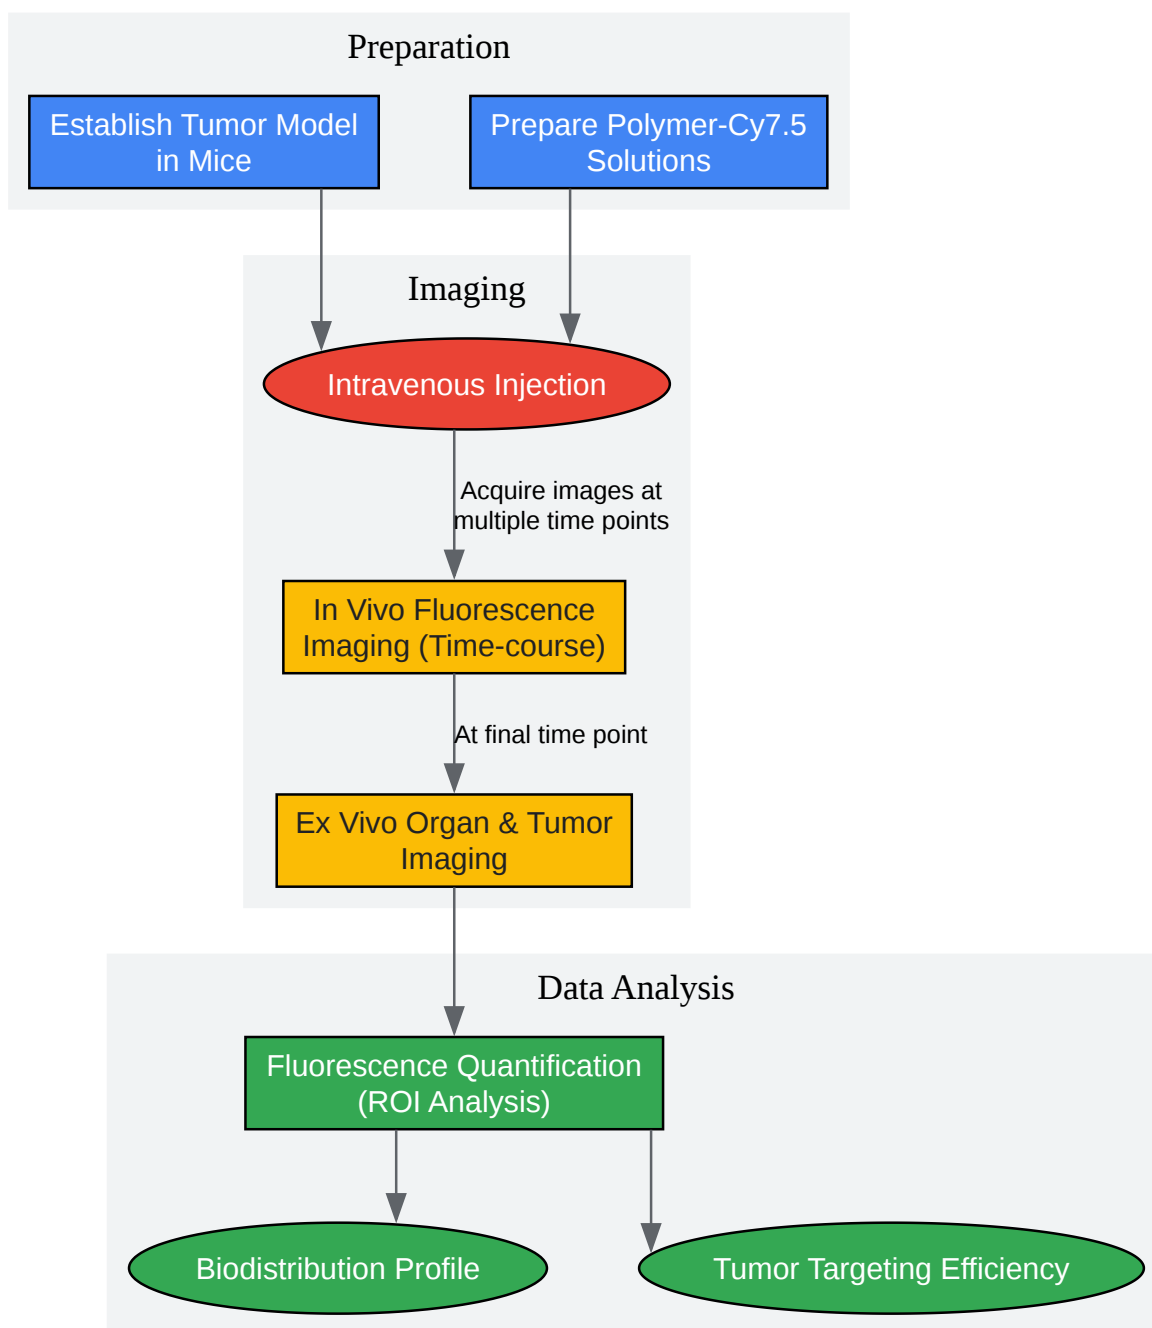 Preparation
Establish Tumor Model
in Mice
Prepare Polymer-Cy7.5
Solutions
Imaging
Intravenous Injection
Acquire images at
multiple time points
In Vivo Fluorescence
Imaging (Time-course)
At final time point
Ex Vivo Organ & Tumor
Imaging
Data Analysis
Fluorescence Quantification
(ROI Analysis)
Biodistribution Profile
Tumor Targeting Efficiency